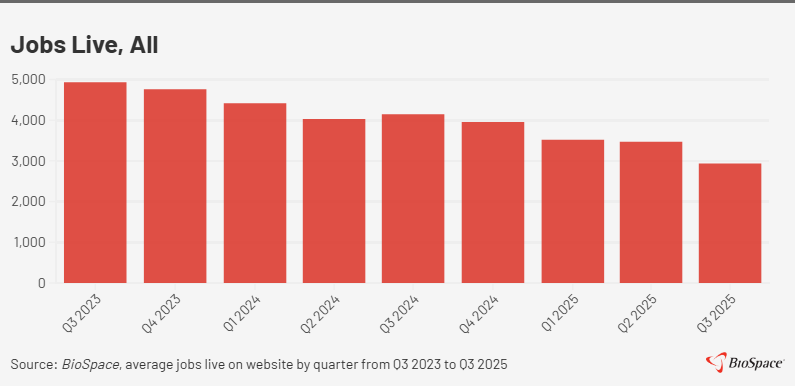 Jobs Live, All
5,000
4,000
3,000
2,000
1,000
0
Q3 2023
Q4 2023
Q1 2024
Q2 2024
Q3 2024
Q4 2024
Q1 2025
Q2 2025
Q3 2025
Source: BioSpace, average jobs live on website by quarter from Q3 2023 to Q3 2025
BioSpace